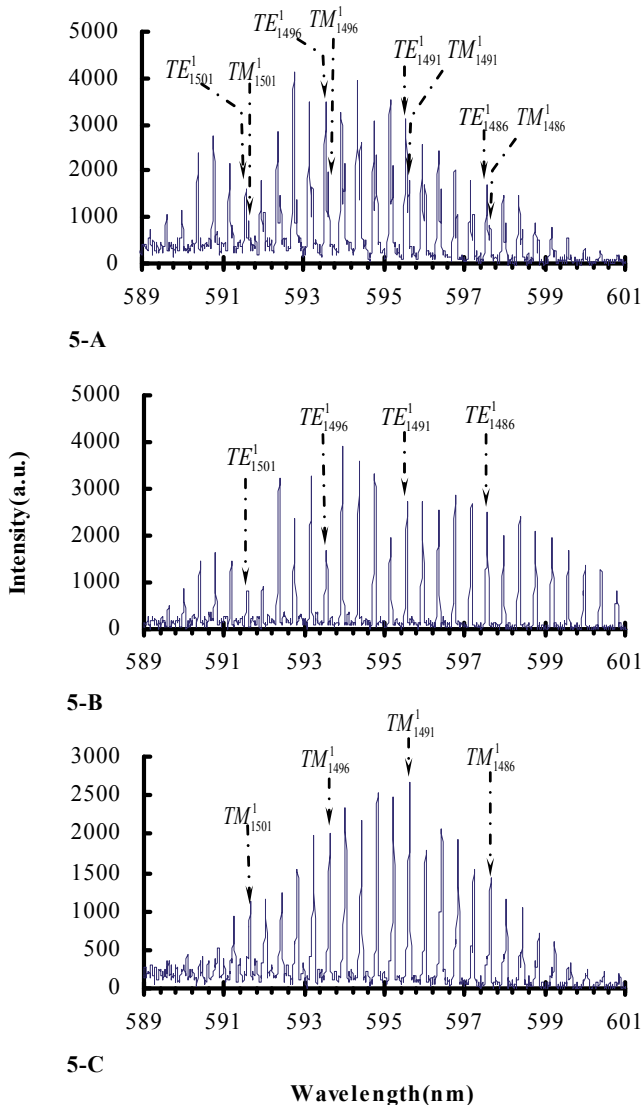 5000
4000
3000
2000
1000
0
TE¹₁₅₀₁ TM¹₁₅₀₁ TE¹₁₄₉₆ TM¹₁₄₉₆ TE¹₁₄₉₁ TM¹₁₄₉₁ TE¹₁₄₈₆ TM¹₁₄₈₆
589 591 593 595 597 599 601
5-A
5000
4000
3000
2000
1000
0
TE¹₁₅₀₁ TE¹₁₄₉₆ TE¹₁₄₉₁ TE¹₁₄₈₆
589 591 593 595 597 599 601
Intensity(a.u.)
5-B
3000
2500
2000
1500
1000
500
0
TM¹₁₅₀₁ TM¹₁₄₉₆ TM¹₁₄₉₁ TM¹₁₄₈₆
589 591 593 595 597 599 601
5-C
Wavelength(nm)